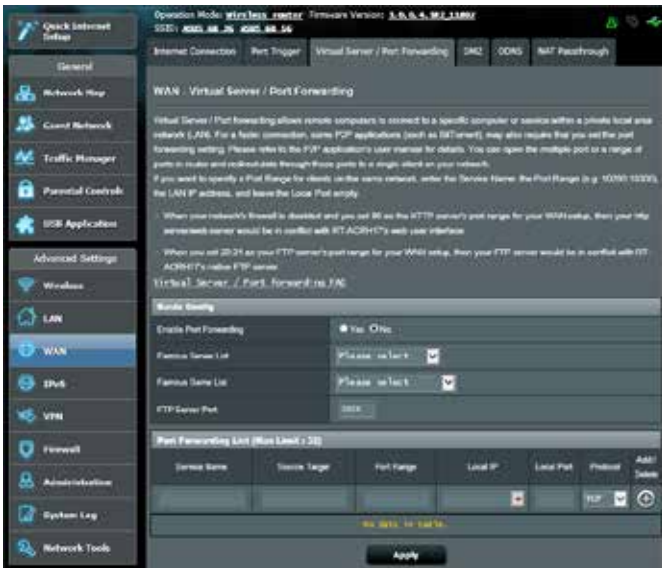 Quick Internet Setup
Operation Mode: Wireless router Firmware Version: 3.0.0.4.382_11807
SSID:
General
Network Map
Guest Network
Traffic Manager
Parental Controls
USB Application
Advanced Settings
Wireless
LAN
WAN
IPv6
VPN
Firewall
Administration
System Log
Network Tools
Internet Connection
Port Trigger
Virtual Server / Port Forwarding
DMZ
DDNS
NAT Passthrough
WAN - Virtual Server / Port Forwarding
Virtual Server / Port forwarding allows remote computers to connect to a specific computer or service within a private local area
network (LAN). For a faster connection, some P2P applications (such as BitTorrent), may also require that you set the port
forwarding setting. Please refer to the P2P application's user manual for details. You can open the multiple port or a range of
ports in router and redirect data through those ports to a single client on your network.
If you want to specify a Port Range for clients on the same network, enter the Service Name, the Port Range (e.g. 10200:10300),
the LAN IP address, and leave the Local Port empty.
When your network's firewall is disabled and you set 80 as the HTTP server's port range for your WAN setup, then your http
server/web server would be in conflict with RT-ACRH17's web user interface
When you set 20:21 as your FTP server's port range for your WAN setup, then your FTP server would be in conflict with RT-
ACRH17's native FTP server
Virtual Server / Port Forwarding FAQ
Basic Config
Enable Port Forwarding
Yes No
Famous Server List
Please select
Famous Game List
Please select
FTP Server Port
Port Forwarding List (Max Limit : 32)
Service Name
Source Target
Port Range
Local IP
Local Port
Protocol
Add / Delete
TCP
No data in table.
Apply